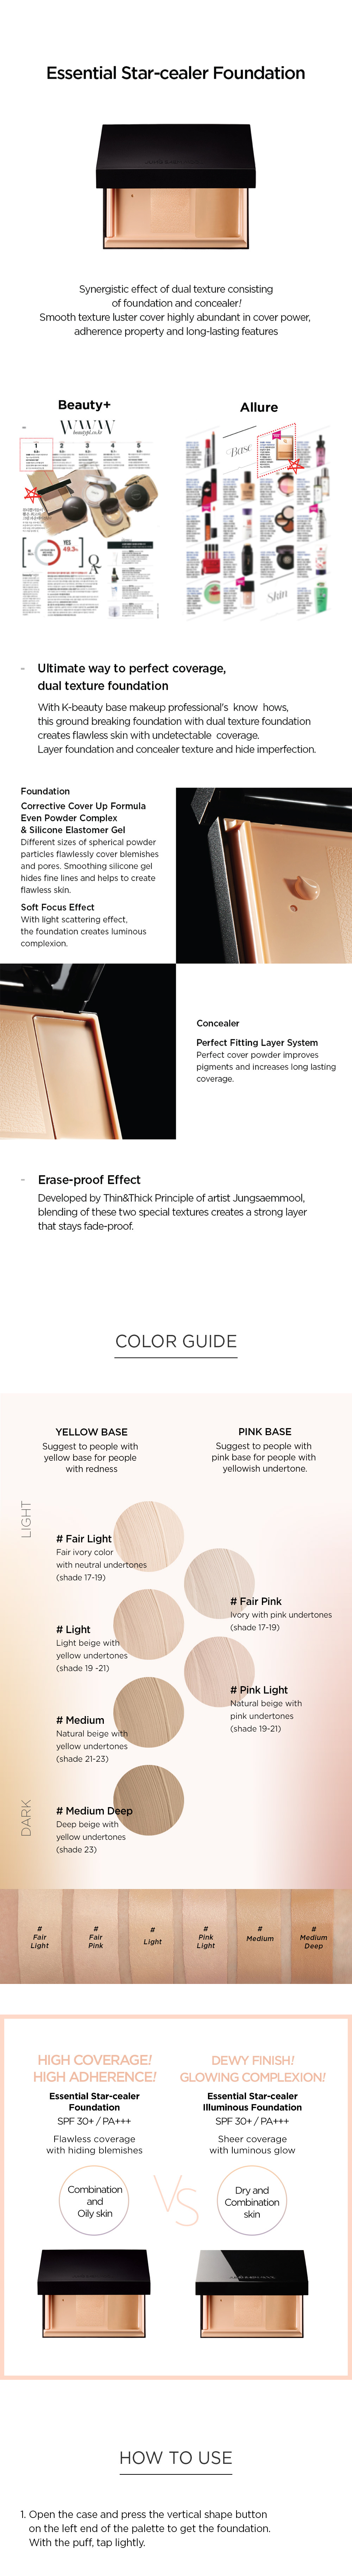 Essential Star-cealer Foundation
Synergistic effect of dual texture consisting
of foundation and concealer!
Smooth texture luster cover highly abundant in cover power,
adherence property and long-lasting features
Beauty+
Allure
WWW
1
2
3
4
5
YES
49.3%
Q
Base
Skin
- Ultimate way to perfect coverage,
dual texture foundation
With K-beauty base makeup professional's know hows,
this ground breaking foundation with dual texture foundation
creates flawless skin with undetectable coverage.
Layer foundation and concealer texture and hide imperfection.
Foundation
Corrective Cover Up Formula
Even Powder Complex
& Silicone Elastomer Gel
Different sizes of spherical powder
particles flawlessly cover blemishes
and pores. Smoothing silicone gel
hides fine lines and helps to create
flawless skin.
Soft Focus Effect
With light scattering effect,
the foundation creates luminous
complexion.
Concealer
Perfect Fitting Layer System
Perfect cover powder improves
pigments and increases long lasting
coverage.
- Erase-proof Effect
Developed by Thin&Thick Principle of artist Jungsaemmool,
blending of these two special textures creates a strong layer
that stays fade-proof.
COLOR GUIDE
YELLOW BASE
Suggest to people with
yellow base for people
with redness
PINK BASE
Suggest to people with
pink base for people with
yellowish undertone.
LIGHT
# Fair Light
Fair ivory color
with neutral undertones
(shade 17-19)
# Fair Pink
Ivory with pink undertones
(shade 17-19)
# Light
Light beige with
yellow undertones
(shade 19 -21)
# Pink Light
Natural beige with
pink undertones
(shade 19-21)
# Medium
Natural beige with
yellow undertones
(shade 21-23)
DARK
# Medium Deep
Deep beige with
yellow undertones
(shade 23)
# Fair Light
# Fair Pink
# Light
# Pink Light
# Medium
# Medium Deep
HIGH COVERAGE!
HIGH ADHERENCE!
Essential Star-cealer
Foundation
SPF 30+ / PA+++
Flawless coverage
with hiding blemishes
Combination
and
Oily skin
VS
DEWY FINISH!
GLOWING COMPLEXION!
Essential Star-cealer
Illuminous Foundation
SPF 30+ / PA+++
Sheer coverage
with luminous glow
Dry and
Combination
skin
HOW TO USE
1. Open the case and press the vertical shape button
on the left end of the palette to get the foundation.
With the puff, tap lightly.